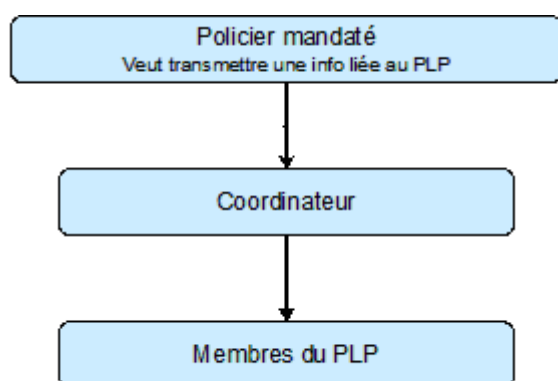 Policier mandaté
Veut transmettre une info liée au PLP
Coordinateur
Membres du PLP